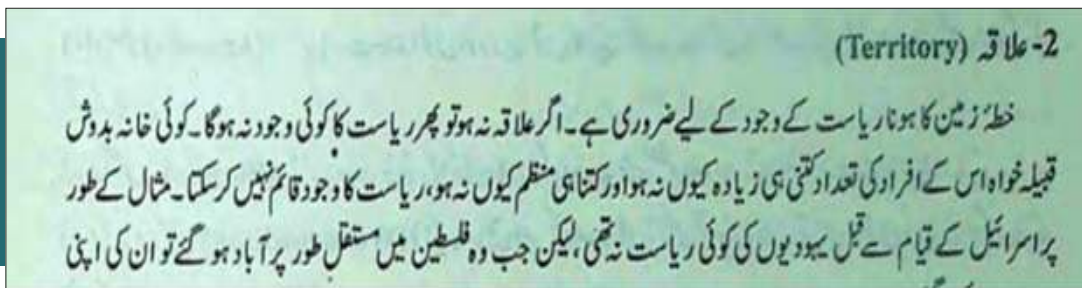 2- علاقہ (Territory)
خطۂ زمین کا ہونا ریاست کے وجود کے لیے ضروری ہے۔ اگر علاقہ نہ ہو تو پھر ریاست کا کوئی وجود نہ ہوگا۔ کوئی خانہ بدوش
قبیلہ خواہ اس کے افراد کی تعداد کتنی ہی زیادہ کیوں نہ ہو اور کتنا ہی منظم کیوں نہ ہو، ریاست کا وجود قائم نہیں کر سکتا۔ مثال کے طور
پر اسرائیل کے قیام سے قبل یہودیوں کی کوئی ریاست نہ تھی، لیکن جب وہ فلسطین میں مستقل طور پر آباد ہو گئے تو ان کی اپنی